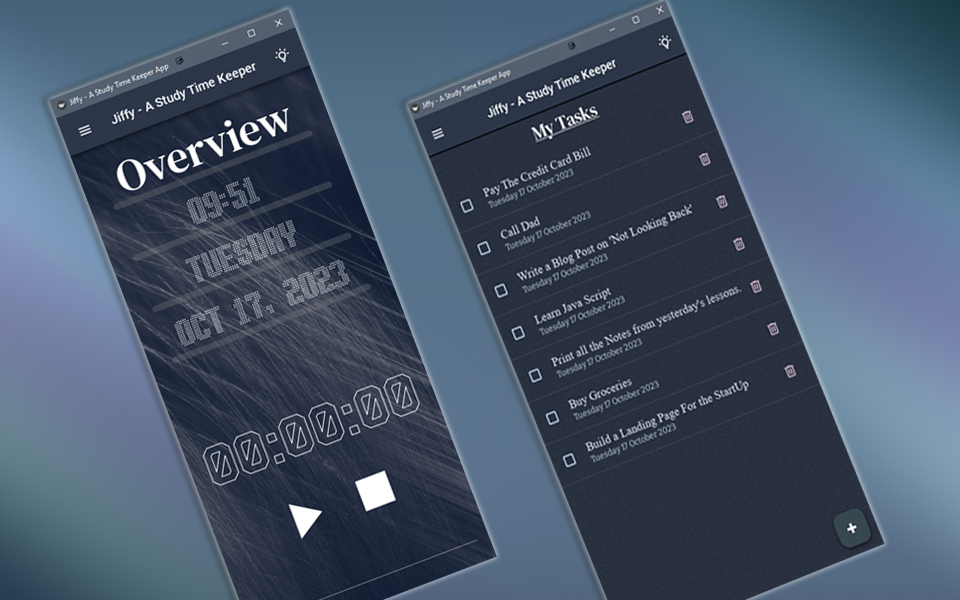 Jiffy - A Study Time Keeper App
Jiffy - A Study Time Keeper
Overview
09:51
TUESDAY
OCT 17, 2023
00:00:00
Jiffy - A Study Time Keeper App
Jiffy - A Study Time Keeper
My Tasks
Pay The Credit Card Bill
Tuesday 17 October 2023
Call Dad
Tuesday 17 October 2023
Write a Blog Post on 'Not Looking Back'
Tuesday 17 October 2023
Learn Java Script
Tuesday 17 October 2023
Print all the Notes from yesterday's lessons.
Tuesday 17 October 2023
Buy Groceries
Tuesday 17 October 2023
Build a Landing Page For the StartUp
Tuesday 17 October 2023